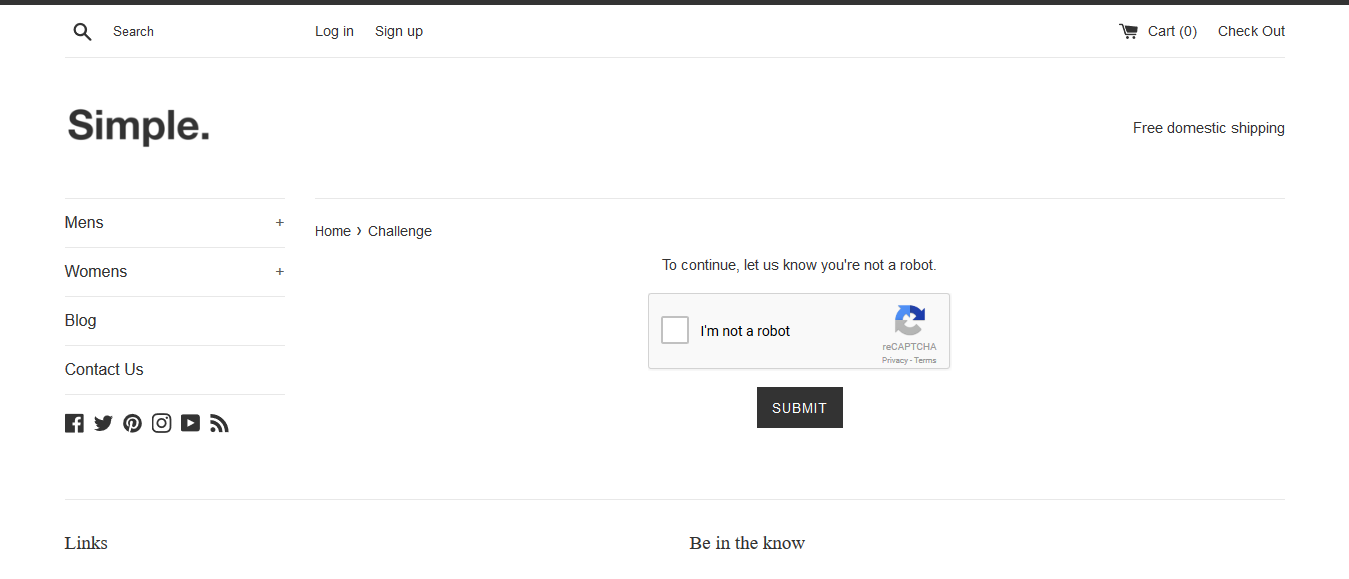 Search Log in Sign up Cart (0) Check Out
Simple.
Free domestic shipping
Mens +
Womens +
Blog
Contact Us
Home › Challenge
To continue, let us know you're not a robot.
I'm not a robot
reCAPTCHA
Privacy - Terms
SUBMIT
Links
Be in the know